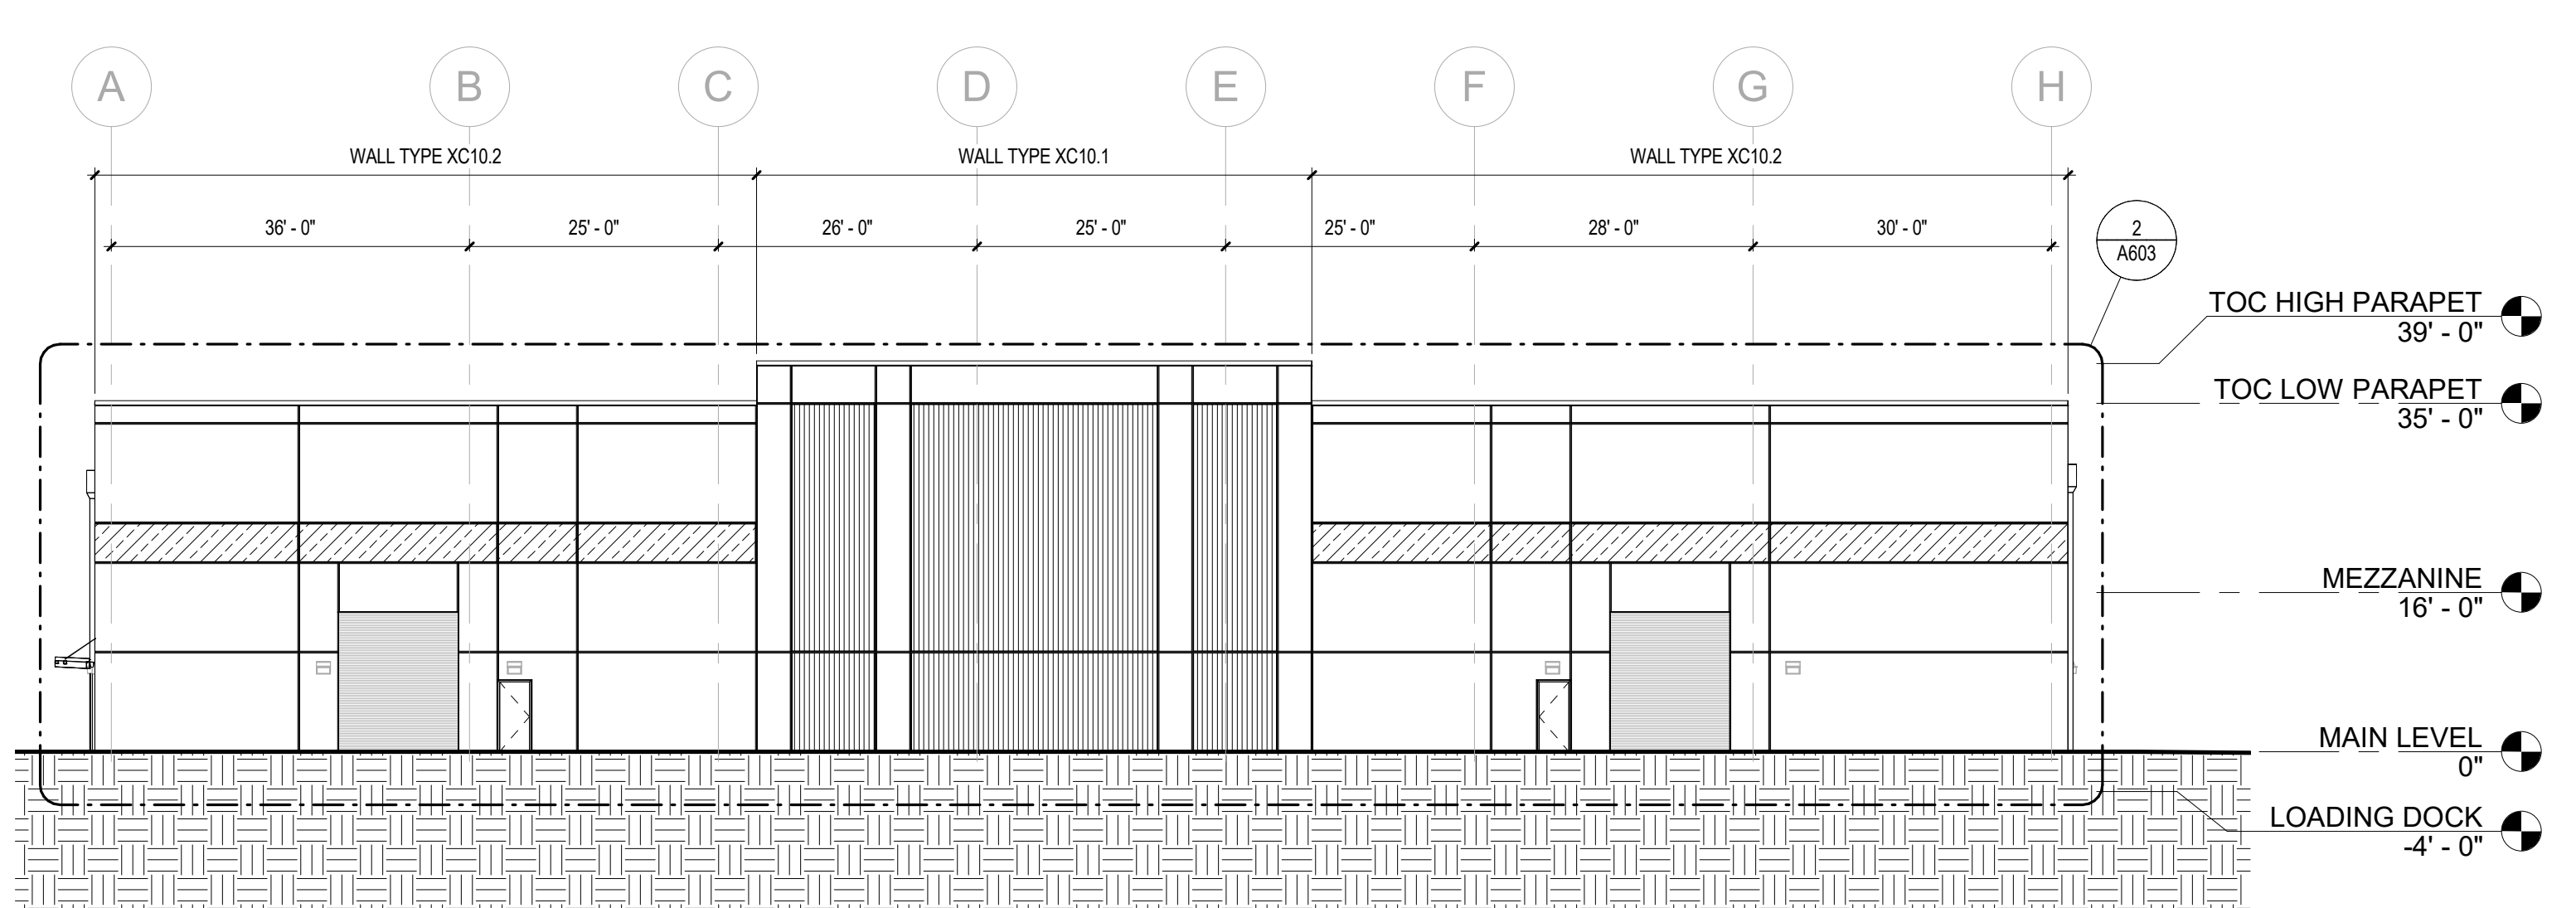 A B C D E F G H
WALL TYPE XC10.2 WALL TYPE XC10.1 WALL TYPE XC10.2
36' - 0" 25' - 0" 26' - 0" 25' - 0" 25' - 0" 28' - 0" 30' - 0"
2
A603
TOC HIGH PARAPET
39' - 0"
TOC LOW PARAPET
35' - 0"
MEZZANINE
16' - 0"
MAIN LEVEL
0"
LOADING DOCK
-4' - 0"